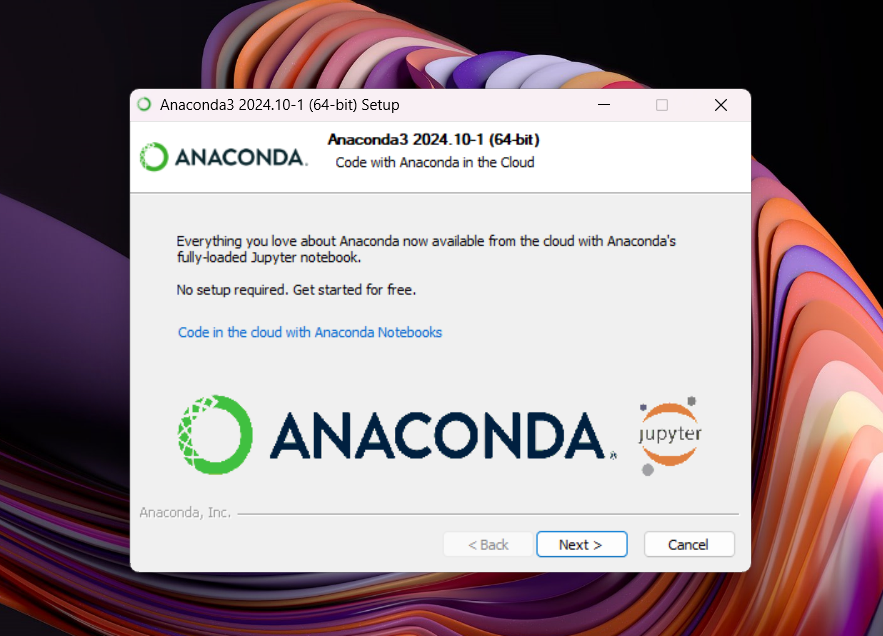 Anaconda3 2024.10-1 (64-bit) Setup
ANACONDA.
Anaconda3 2024.10-1 (64-bit)
Code with Anaconda in the Cloud
Everything you love about Anaconda now available from the cloud with Anaconda's
fully-loaded Jupyter notebook.
No setup required. Get started for free.
Code in the cloud with Anaconda Notebooks
ANACONDA.
jupyter
Anaconda, Inc.
< Back
Next >
Cancel